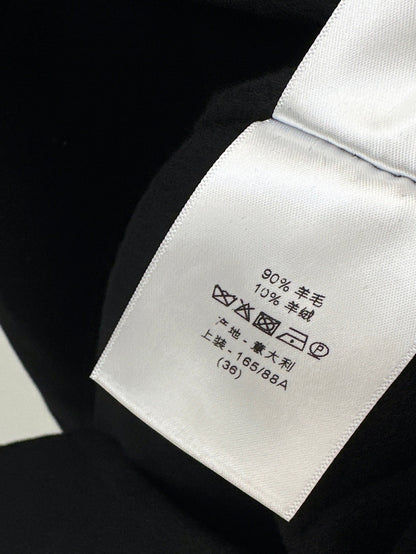 90% 羊毛
10% 羊绒
产地 - 意大利
上装 - 165/88A
(36)